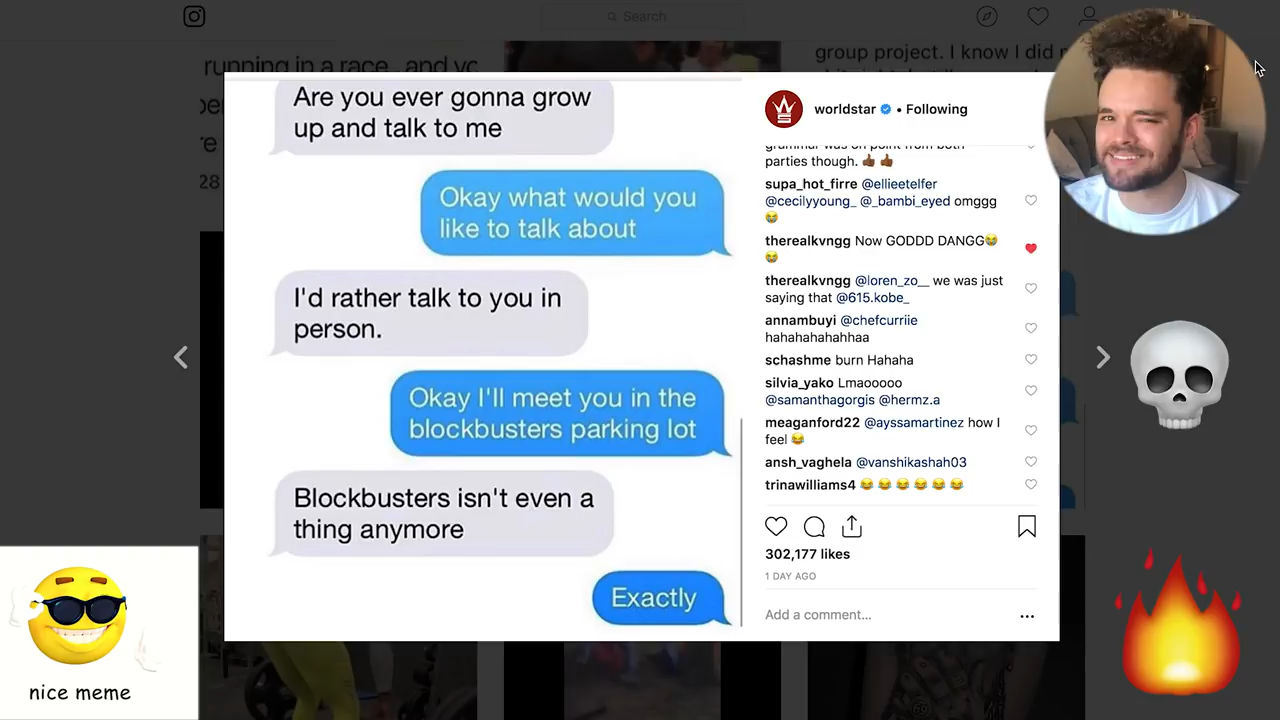 Search
running in a race
group project. I know I did
28
Are you ever gonna grow
up and talk to me
Okay what would you
like to talk about
I'd rather talk to you in
person.
Okay I'll meet you in the
blockbusters parking lot
Blockbusters isn't even a
thing anymore
Exactly
worldstar • Following
grammar was on point from both
parties though. 👍🏾 👍🏾
supa_hot_firre @ellieetelfer
@cecilyyoung_ @_bambi_eyed omggg
😭
therealkvngg Now GODDD DANGG😭
😭
therealkvngg @loren_zo__ we was just
saying that @615.kobe_
annambuyi @chefcurriie
hahahahahahhaa
schashme burn Hahaha
silvia_yako Lmaooooo
@samanthagorgis @hermz.a
meaganford22 @ayssamartinez how I
feel 😂
ansh_vaghela @vanshikashah03
trinawilliams4 😂 😂 😂 😂 😂 😂
302,177 likes
1 DAY AGO
Add a comment...
nice meme